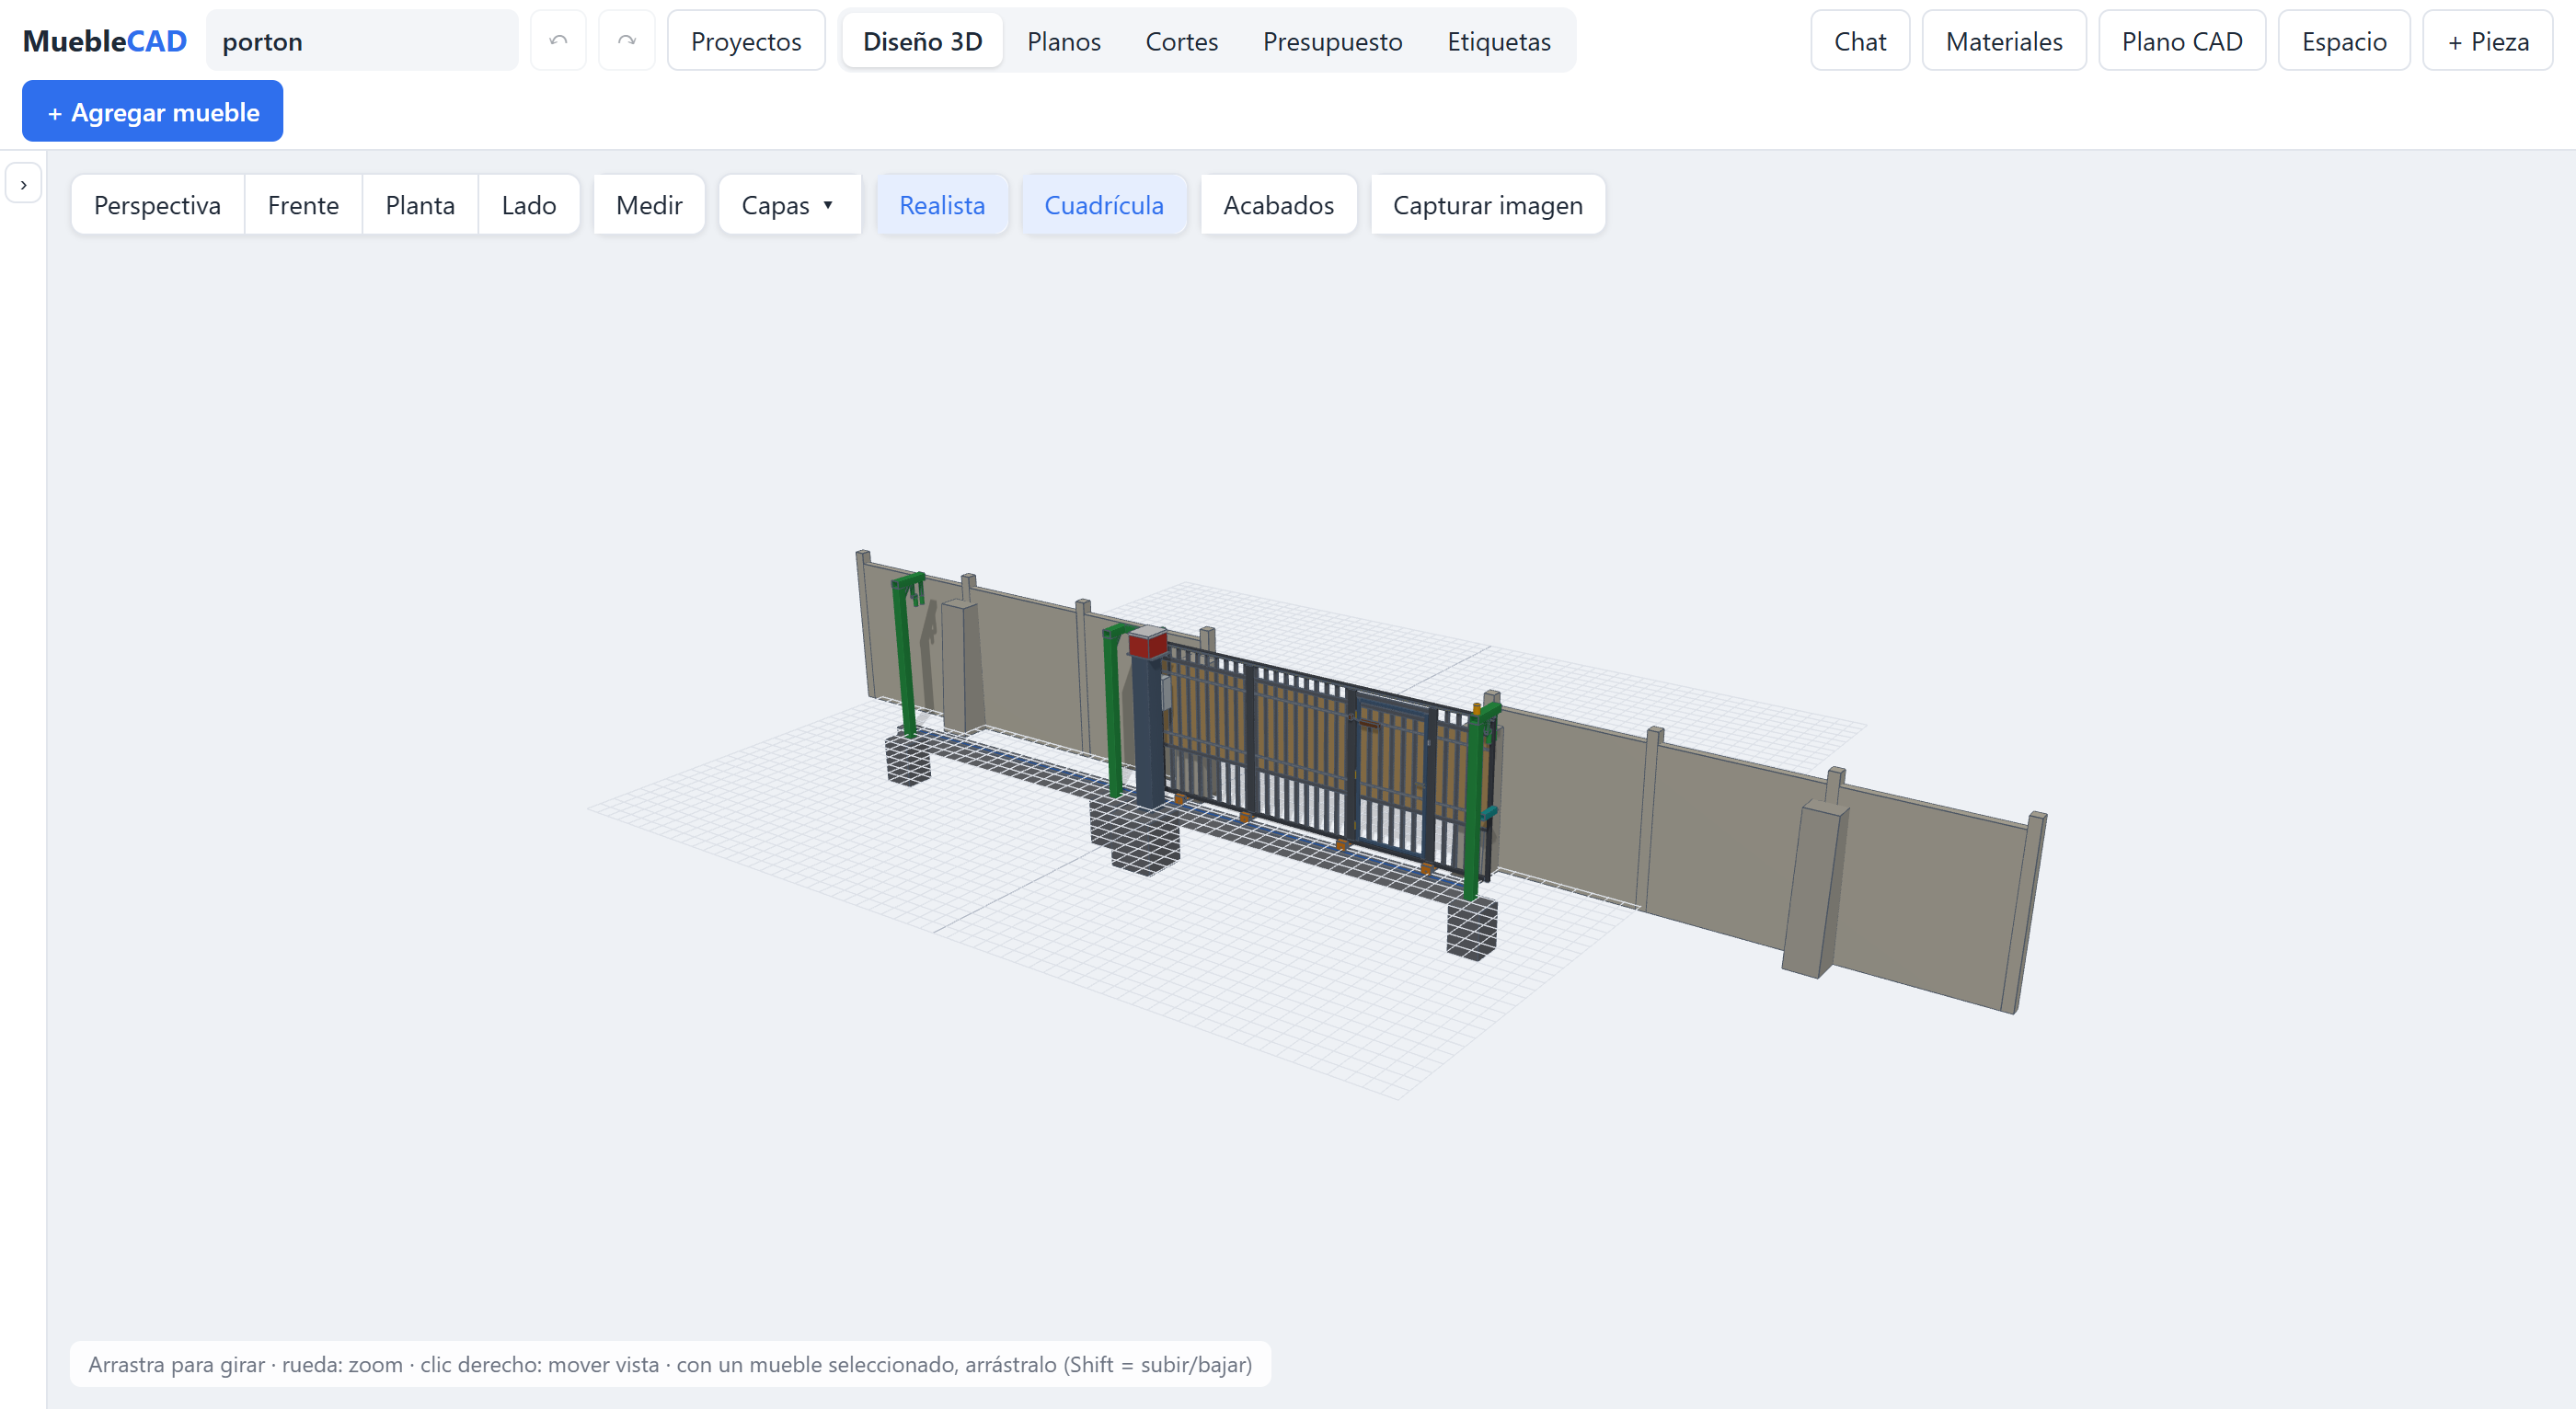 MuebleCAD porton Proyectos Diseño 3D Planos Cortes Presupuesto Etiquetas Chat Materiales Plano CAD Espacio + Pieza
+ Agregar mueble
Perspectiva Frente Planta Lado Medir Capas ▼ Realista Cuadrícula Acabados Capturar imagen
Arrastra para girar · rueda: zoom · clic derecho: mover vista · con un mueble seleccionado, arrástralo (Shift = subir/bajar)